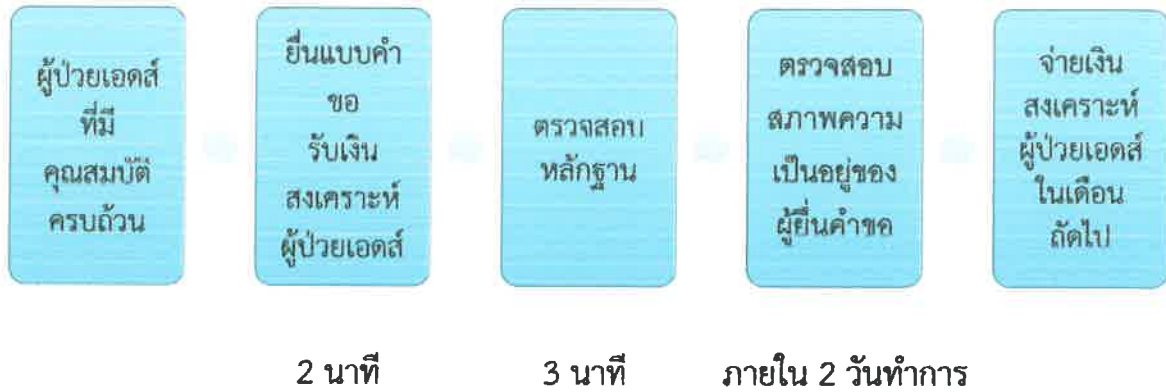 ผู้ป่วยเอดส์
ที่มี
คุณสมบัติ
ครบถ้วน
ยื่นแบบคำ
ขอ
รับเงิน
สงเคราะห์
ผู้ป่วยเอดส์
ตรวจสอบ
หลักฐาน
ตรวจสอบ
สภาพความ
เป็นอยู่ของ
ผู้ยื่นคำขอ
จ่ายเงิน
สงเคราะห์
ผู้ป่วยเอดส์
ในเดือน
ถัดไป
2 นาที
3 นาที
ภายใน 2 วันทำการ